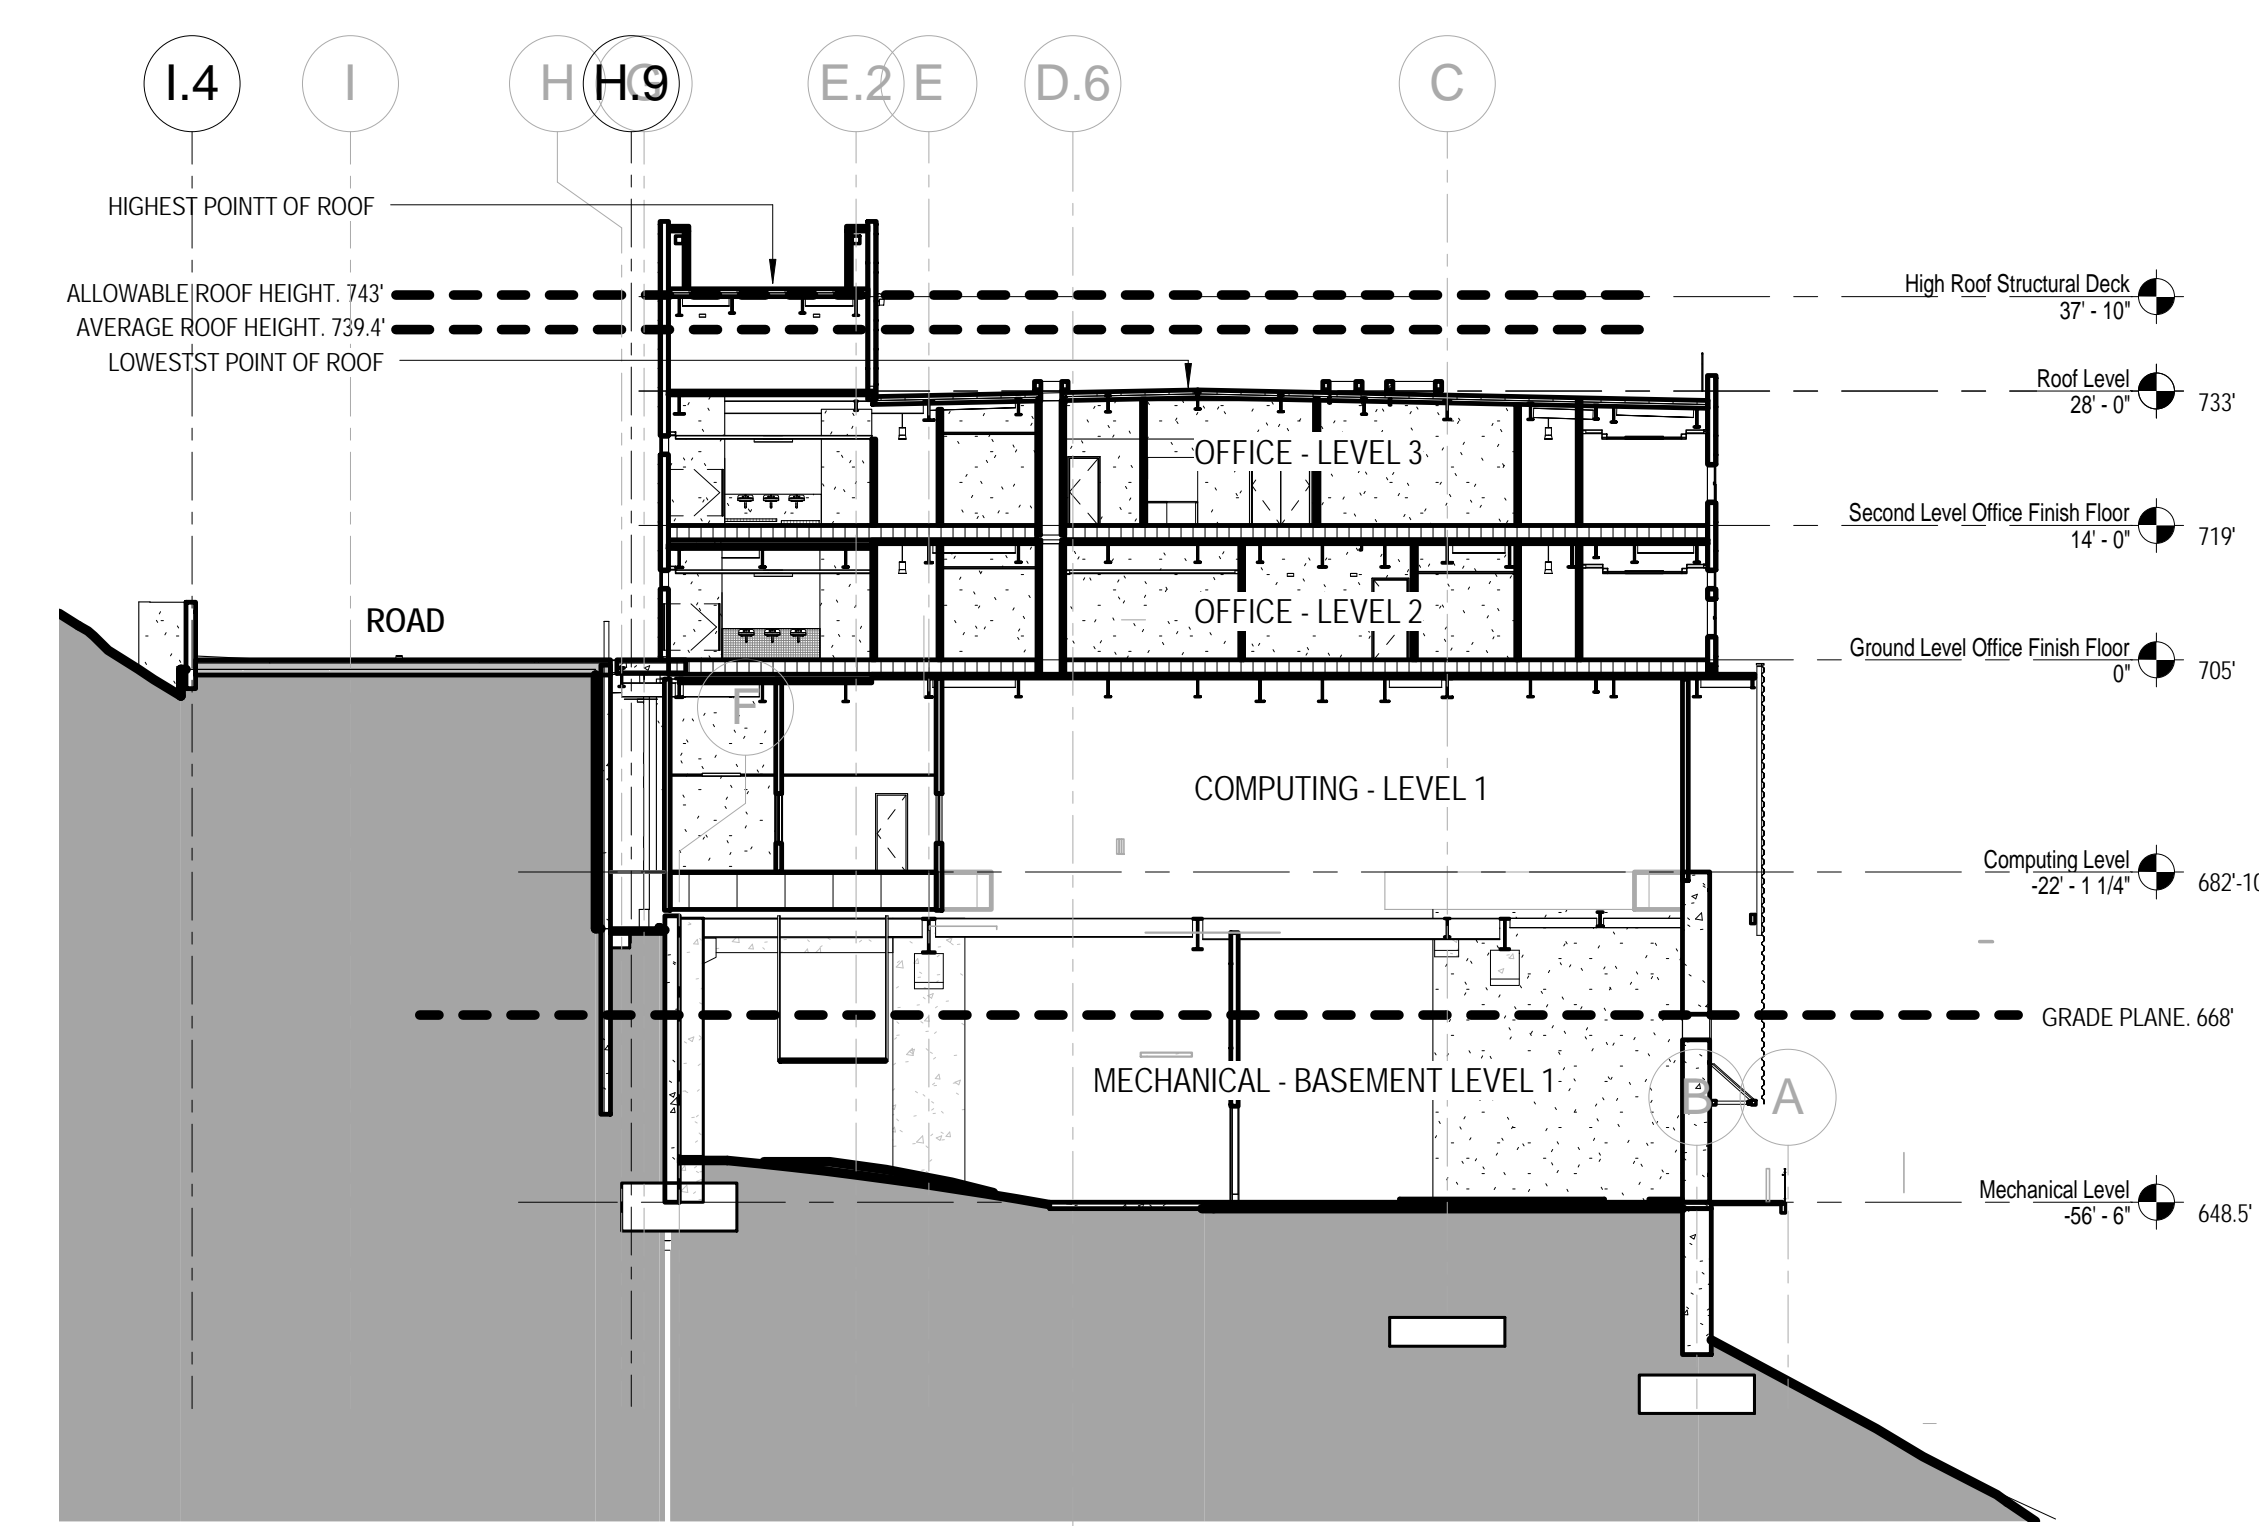 I.4
I
H
H.9
G
E.2
E
D.6
C
HIGHEST POINTT OF ROOF
ALLOWABLE ROOF HEIGHT. 743'
AVERAGE ROOF HEIGHT. 739.4'
LOWESTST POINT OF ROOF
High Roof Structural Deck
37' - 10"
Roof Level
28' - 0"
733'
OFFICE - LEVEL 3
Second Level Office Finish Floor
14' - 0"
719'
ROAD
OFFICE - LEVEL 2
Ground Level Office Finish Floor
0"
705'
F
COMPUTING - LEVEL 1
Computing Level
-22' - 1 1/4"
682'-10
GRADE PLANE. 668'
MECHANICAL - BASEMENT LEVEL 1
B
A
Mechanical Level
-56' - 6"
648.5'